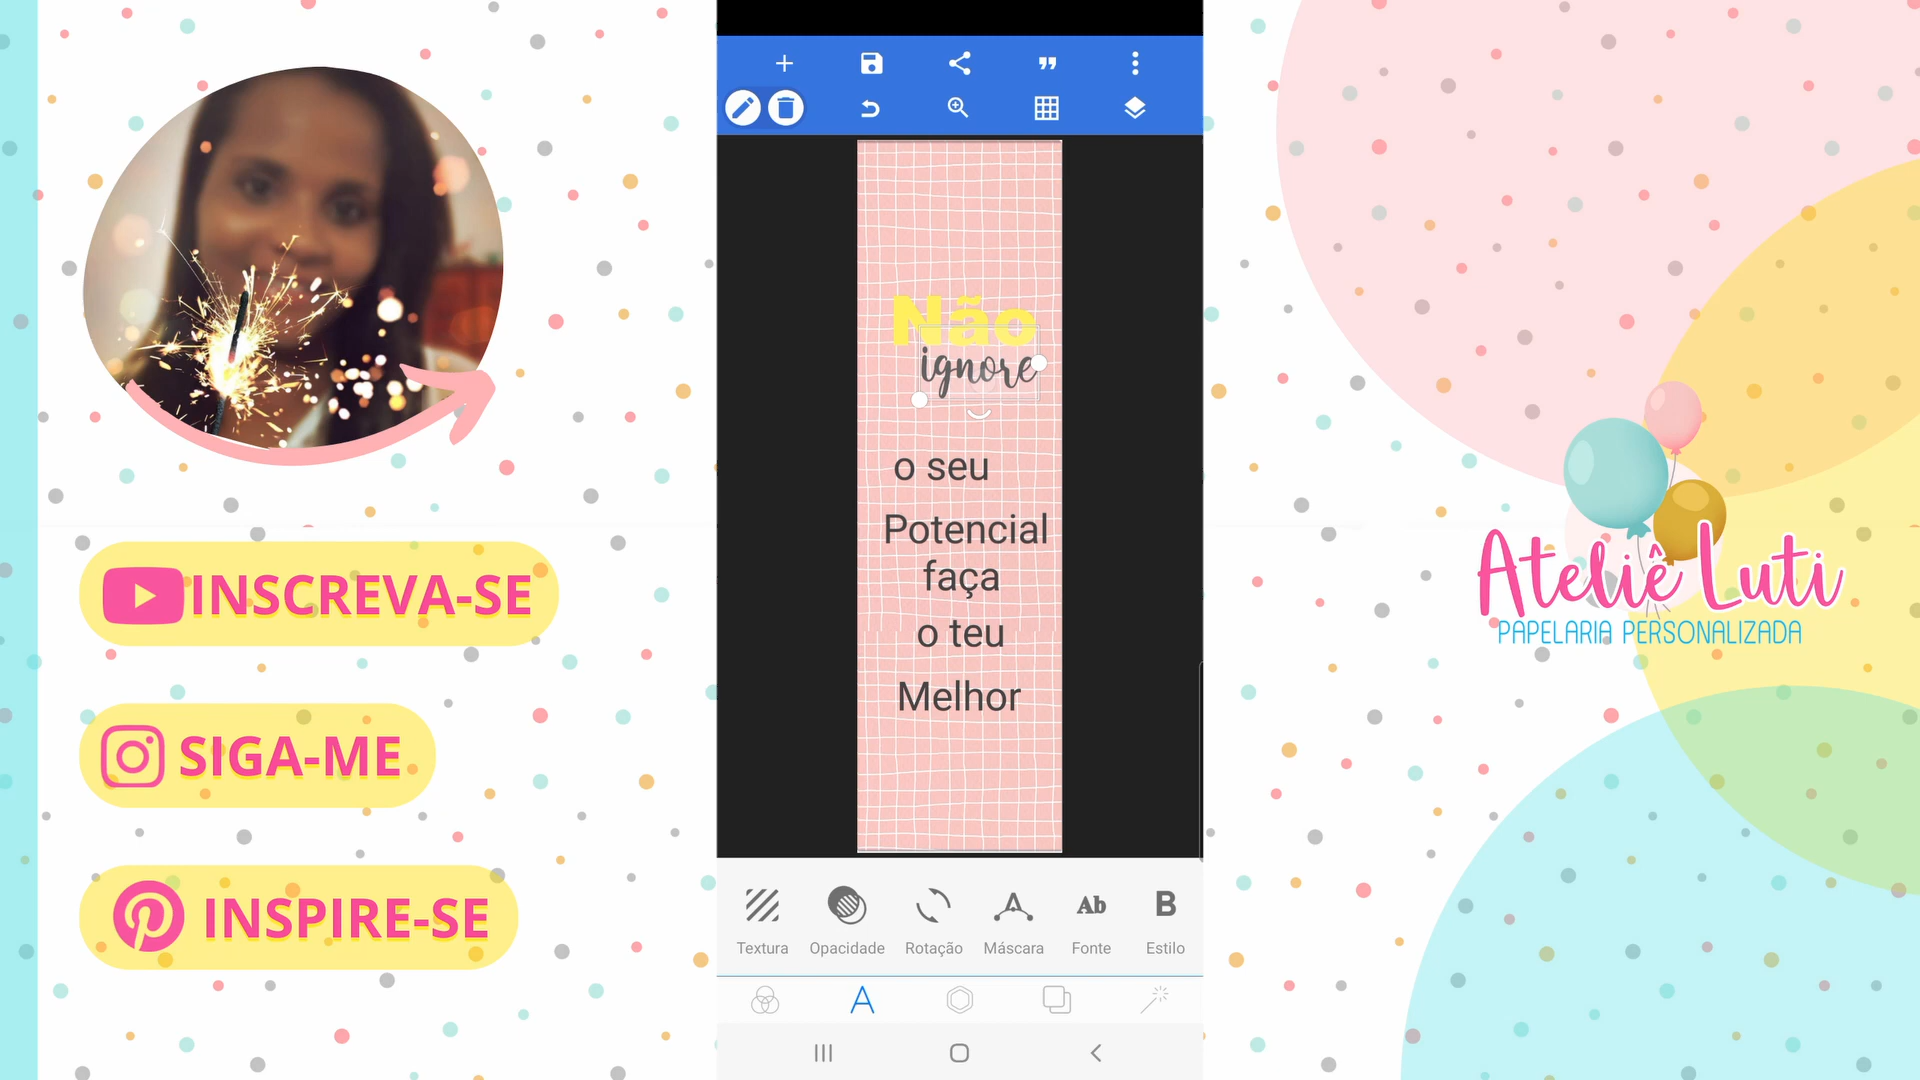 INSCREVA-SE
SIGA-ME
INSPIRE-SE
Não
ignore
o seu
Potencial
faça
o teu
Melhor
Textura
Opacidade
Rotação
Máscara
Ab
Fonte
B
Estilo
A
Ateliê Luti
PAPELARIA PERSONALIZADA